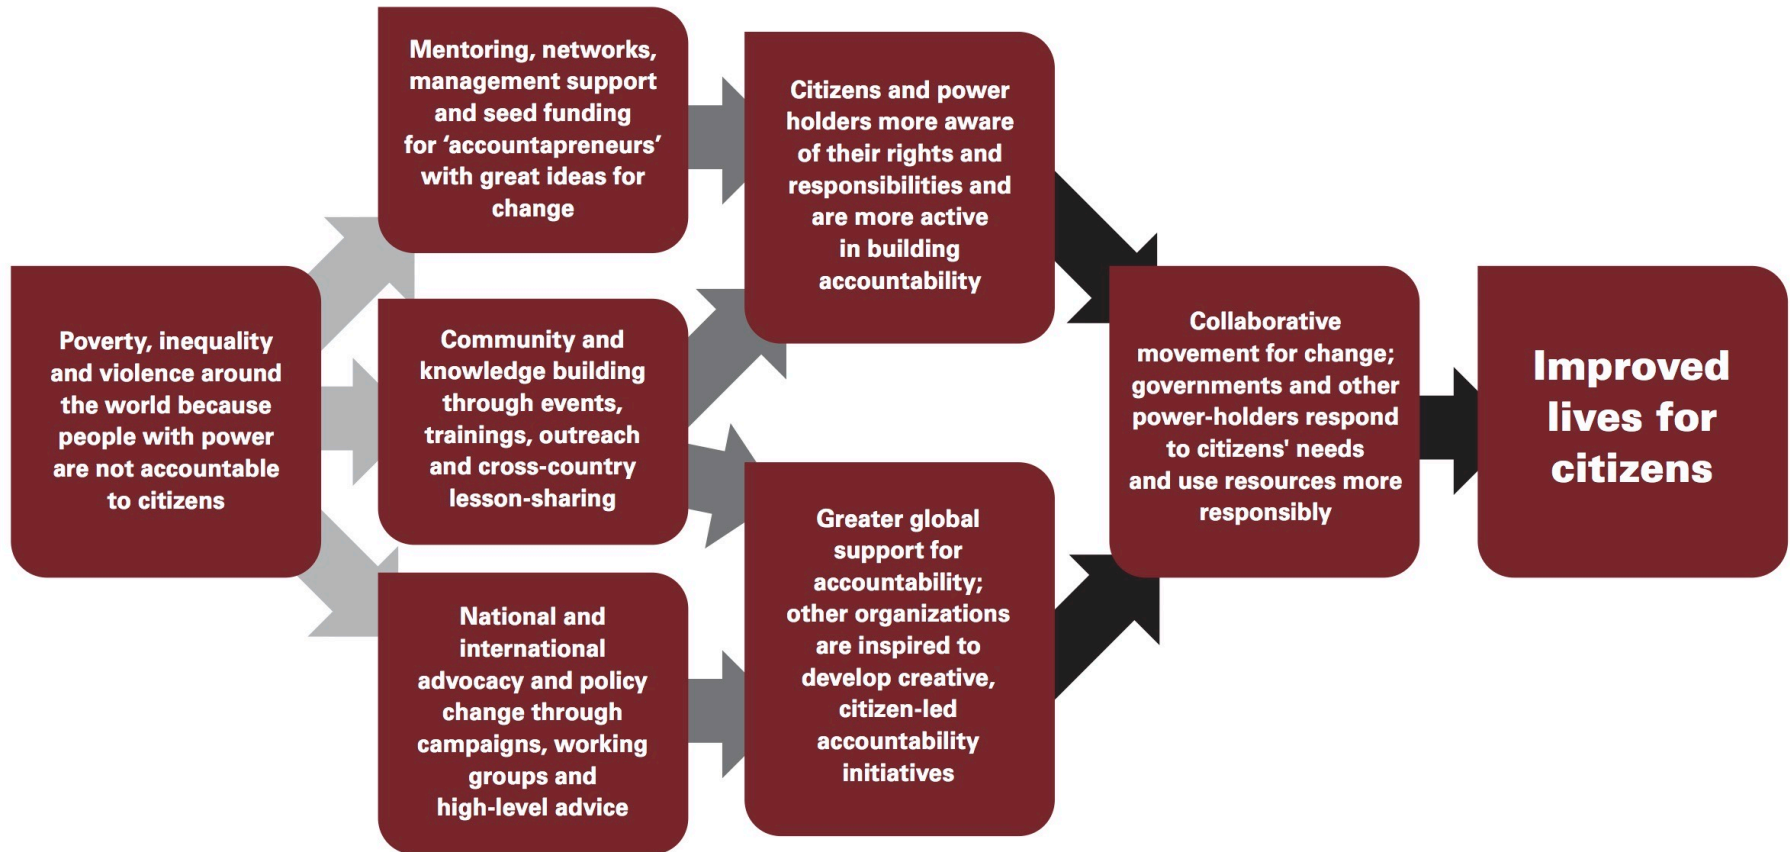 Poverty, inequality
and violence around
the world because
people with power
are not accountable
to citizens
Mentoring, networks,
management support
and seed funding
for ‘accountapreneurs’
with great ideas for
change
Community and
knowledge building
through events,
trainings, outreach
and cross-country
lesson-sharing
National and
international
advocacy and policy
change through
campaigns, working
groups and
high-level advice
Citizens and power
holders more aware
of their rights and
responsibilities and
are more active
in building
accountability
Greater global
support for
accountability;
other organizations
are inspired to
develop creative,
citizen-led
accountability
initiatives
Collaborative
movement for change;
governments and other
power-holders respond
to citizens' needs
and use resources more
responsibly
Improved
lives for
citizens